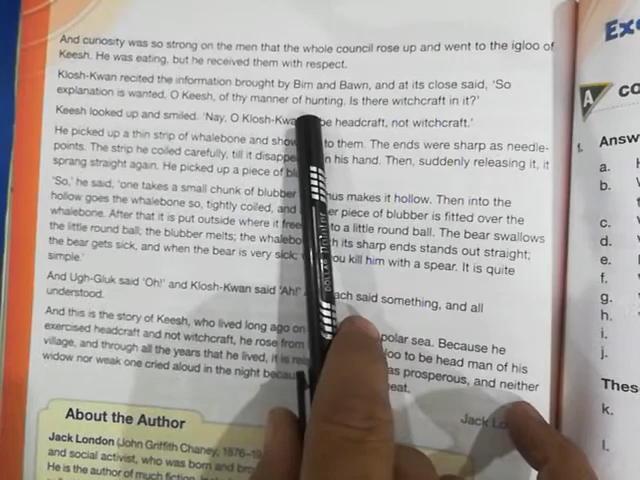 And curiosity was so strong on the men that the whole council rose up and went to the igloo of
Keesh. He was eating, but he received them with respect.
Klosh-Kwan recited the information brought by Bim and Bawn, and at its close said, 'So
explanation is wanted, O Keesh, of thy manner of hunting. Is there witchcraft in it?'
Keesh looked up and smiled. 'Nay, O Klosh-Kwa be headcraft, not witchcraft.'
He picked up a thin strip of whalebone and show to them. The ends were sharp as needle-
points. The strip he coiled carefully, till it disappe in his hand. Then, suddenly releasing it, it
sprang straight again. He picked up a piece of bl
'So,' he said, 'one takes a small chunk of blubber hus makes it hollow. Then into the
hollow goes the whalebone so, tightly coiled, and er piece of blubber is fitted over the
whalebone. After that it is put outside where it free to a little round ball. The bear swallows
the little round ball; the blubber melts; the whalebo h its sharp ends stands out straight;
the bear gets sick, and when the bear is very sick, ou kill him with a spear. It is quite
simple.'
And Ugh-Gluk said 'Oh!' and Klosh-Kwan said 'Ah!' ach said something, and all
understood.
And this is the story of Keesh, who lived long ago on polar sea. Because he
exercised headcraft and not witchcraft, he rose from loo to be head man of his
village, and through all the years that he lived, it is as prosperous, and neither
widow nor weak one cried aloud in the night becau eat.
Jack Lo
About the Author
Jack London (John Griffith Chaney, 1876-19
and social activist, who was born and bro
He is the author of much fiction,
DOLLAR Pointer
Exe
A CO
1. Answ
a. H
b.
c.
d.
e.
f.
g.
h.
i.
j.
Thes
k.
l.